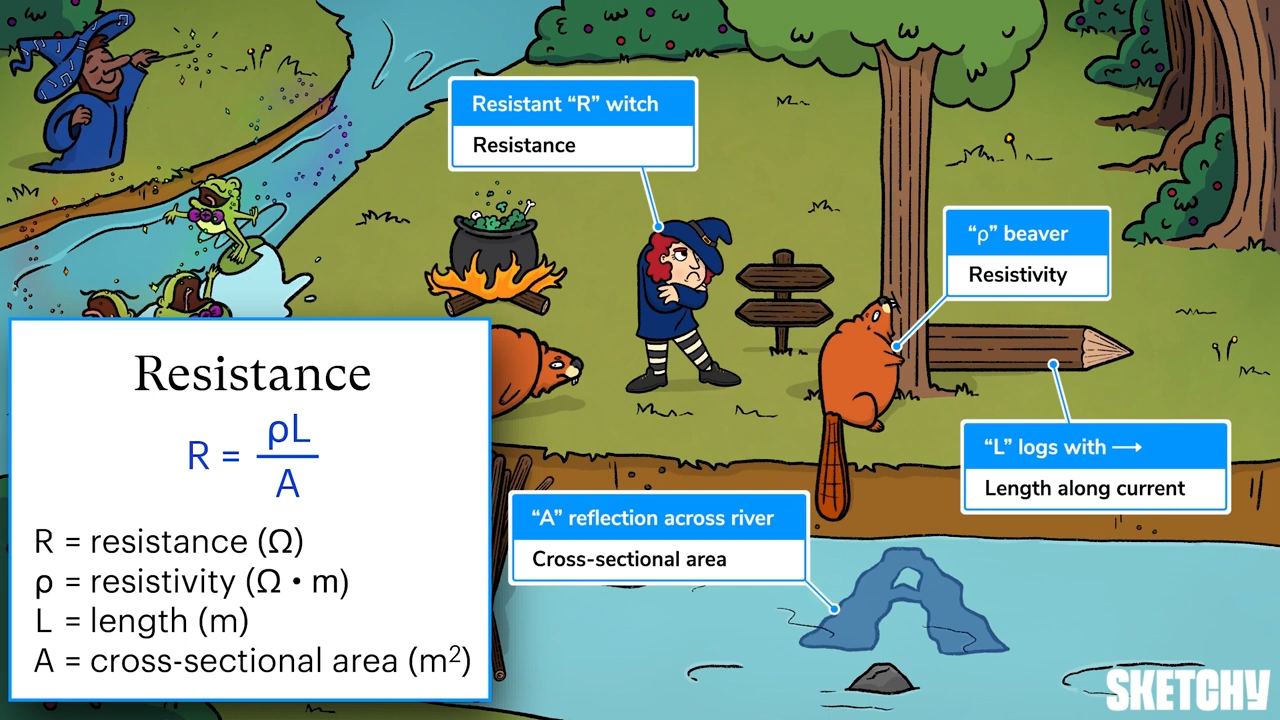 Resistant “R” witch
Resistance
“ρ” beaver
Resistivity
“L” logs with ⟶
Length along current
“A” reflection across river
Cross-sectional area
Resistance
R = ρL / A
R = resistance (Ω)
ρ = resistivity (Ω • m)
L = length (m)
A = cross-sectional area (m²)
A
SKETCHY